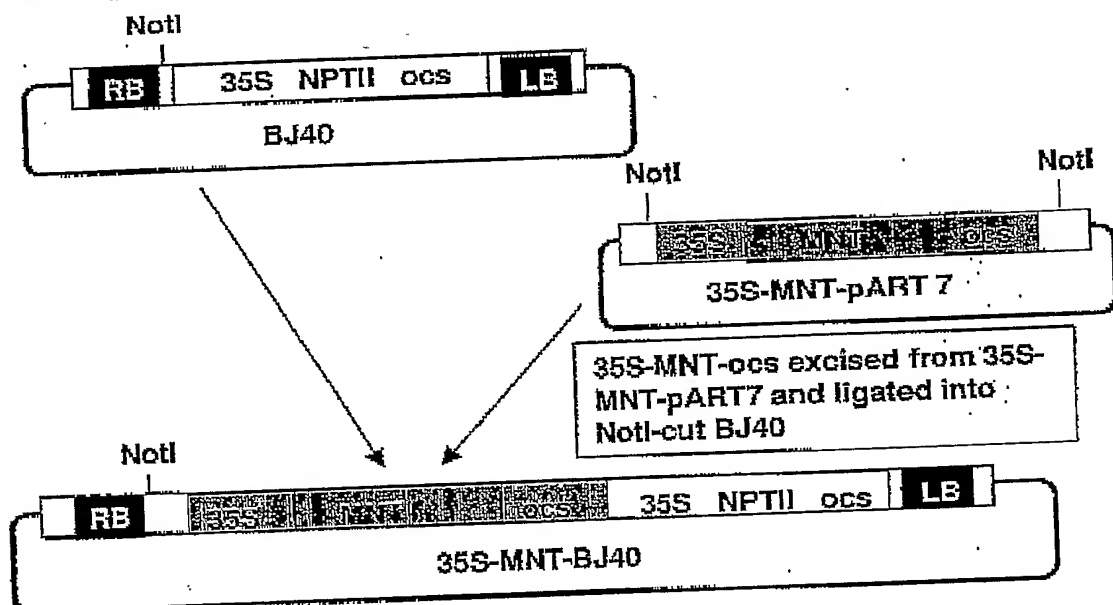 NotI
RB 35S NPTII ocs LB
BJ40
NotI NotI
35S MNT ocs
35S-MNT-pART 7
35S-MNT-ocs excised from 35S-
MNT-pART7 and ligated into
NotI-cut BJ40
NotI
RB 35S MNT ocs 35S NPTII ocs LB
35S-MNT-BJ40